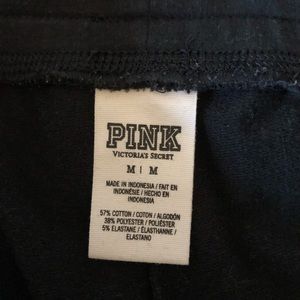 PINK
VICTORIA'S SECRET
M | M
MADE IN INDONESIA / FAIT EN
INDONÉSIE / HECHO EN
INDONESIA
57% COTTON / COTON / ALGODÓN
38% POLYESTER / POLIÉSTER
5% ELASTANE / ÉLASTHANNE /
ELASTANO